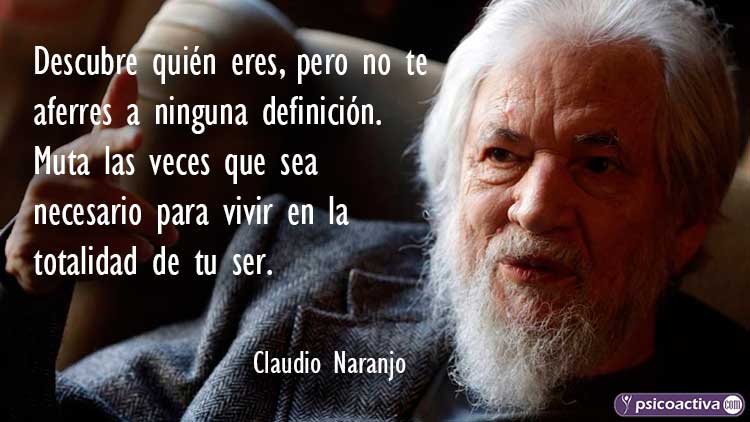 Descubre quién eres, pero no te
aferres a ninguna definición.
Muta las veces que sea
necesario para vivir en la
totalidad de tu ser.
Claudio Naranjo
psicoactiva.com